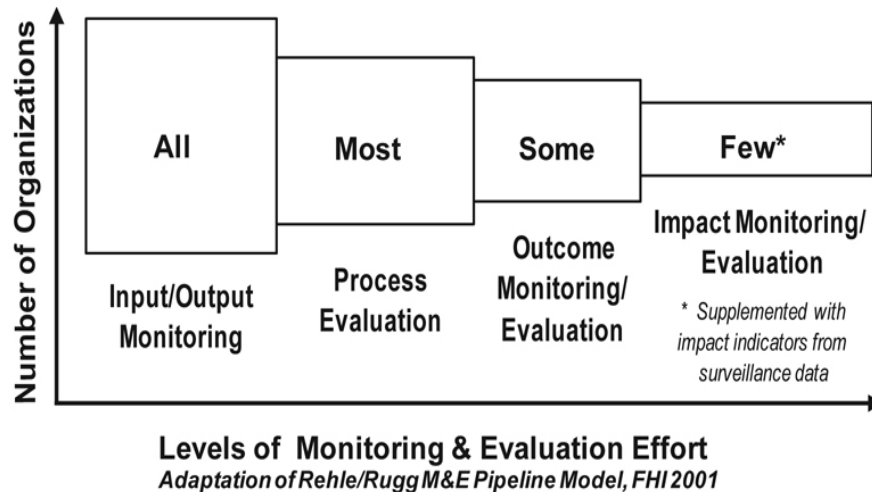 Number of Organizations
All
Most
Some
Few*
Input/Output
Monitoring
Process
Evaluation
Outcome
Monitoring/
Evaluation
Impact Monitoring/
Evaluation
* Supplemented with
impact indicators from
surveillance data
Levels of Monitoring & Evaluation Effort
Adaptation of Rehle/Rugg M&E Pipeline Model, FHI 2001